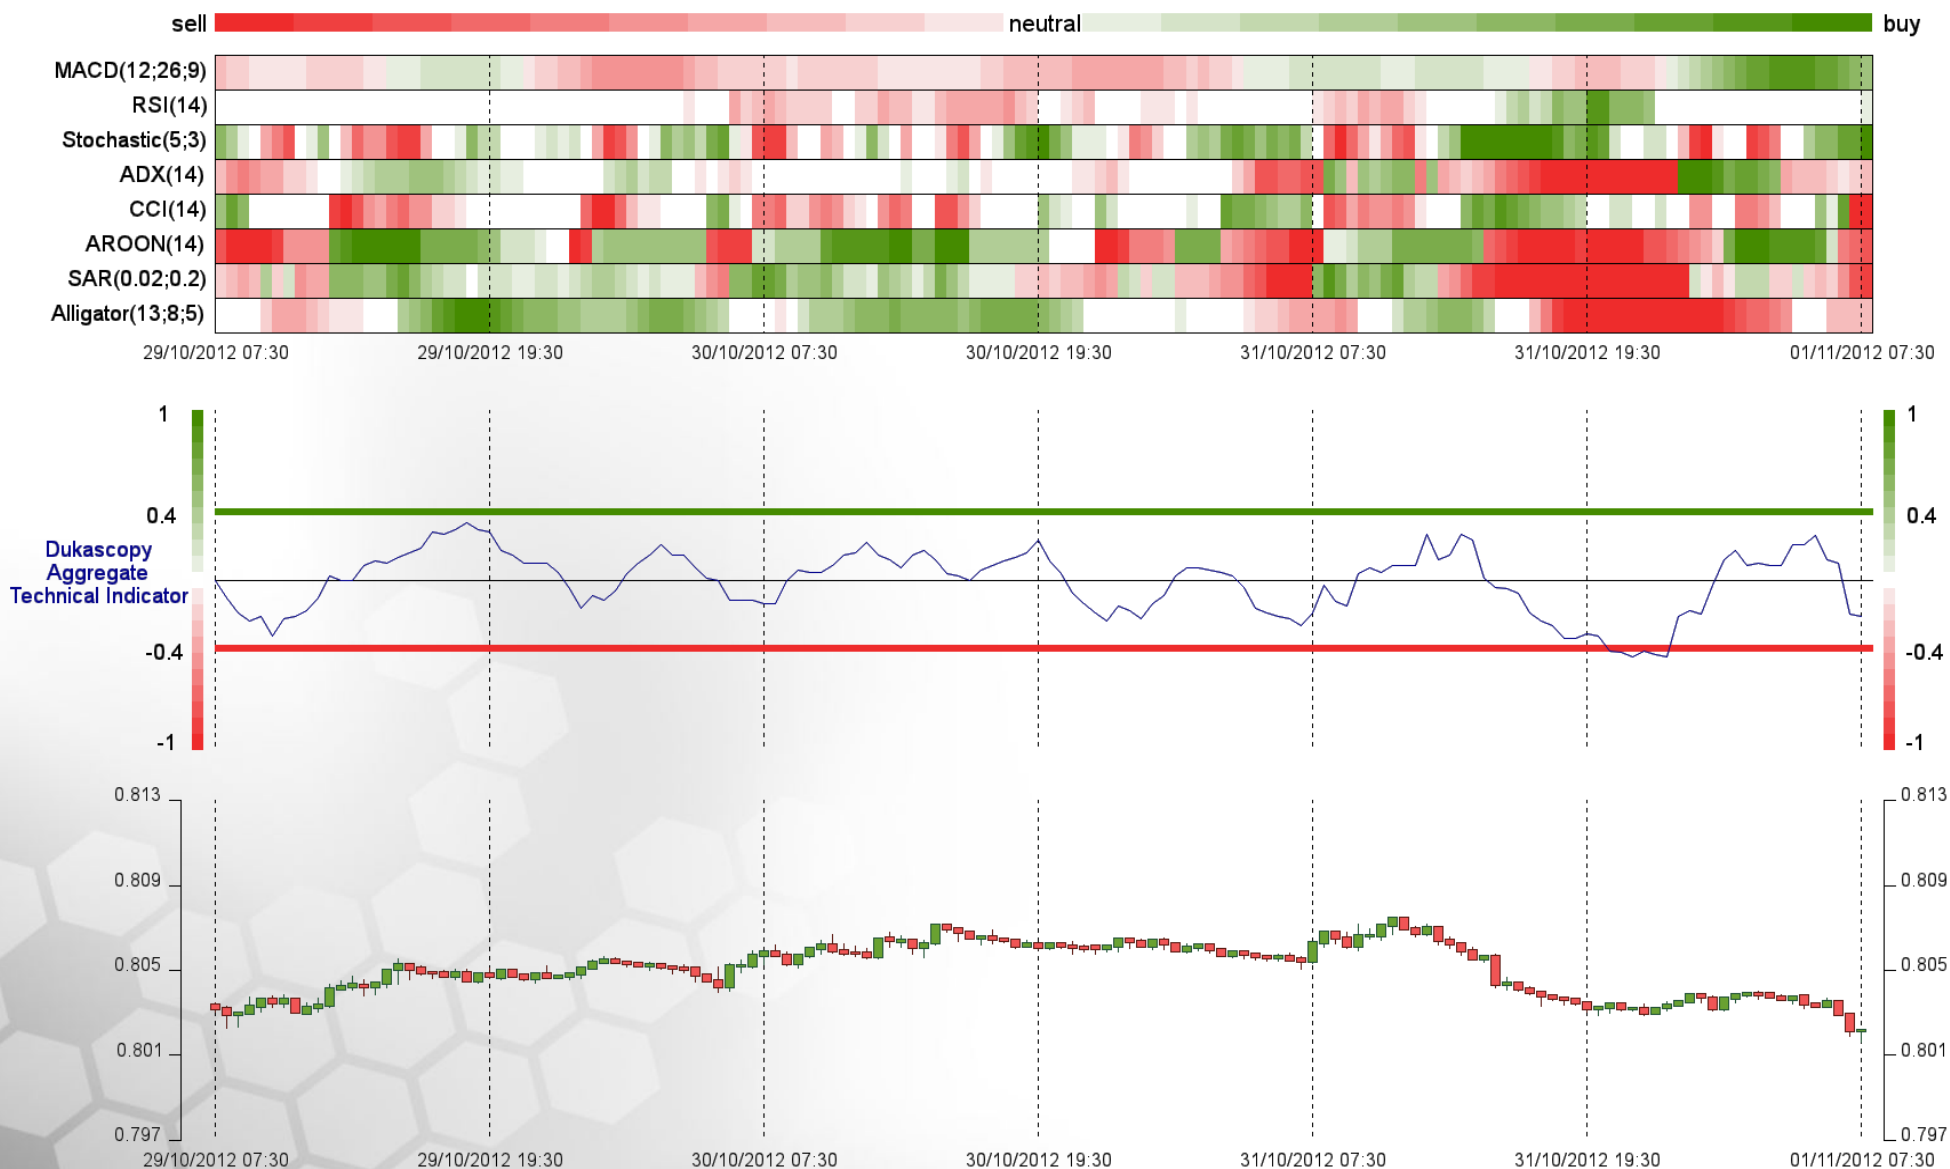 sell neutral buy
MACD(12;26;9)
RSI(14)
Stochastic(5;3)
ADX(14)
CCI(14)
AROON(14)
SAR(0.02;0.2)
Alligator(13;8;5)
29/10/2012 07:30 29/10/2012 19:30 30/10/2012 07:30 30/10/2012 19:30 31/10/2012 07:30 31/10/2012 19:30 01/11/2012 07:30
1 1
0.4 0.4
Dukascopy
Aggregate
Technical Indicator
-0.4 -0.4
-1 -1
0.813 0.813
0.809 0.809
0.805 0.805
0.801 0.801
0.797 0.797
29/10/2012 07:30 29/10/2012 19:30 30/10/2012 07:30 30/10/2012 19:30 31/10/2012 07:30 31/10/2012 19:30 01/11/2012 07:30